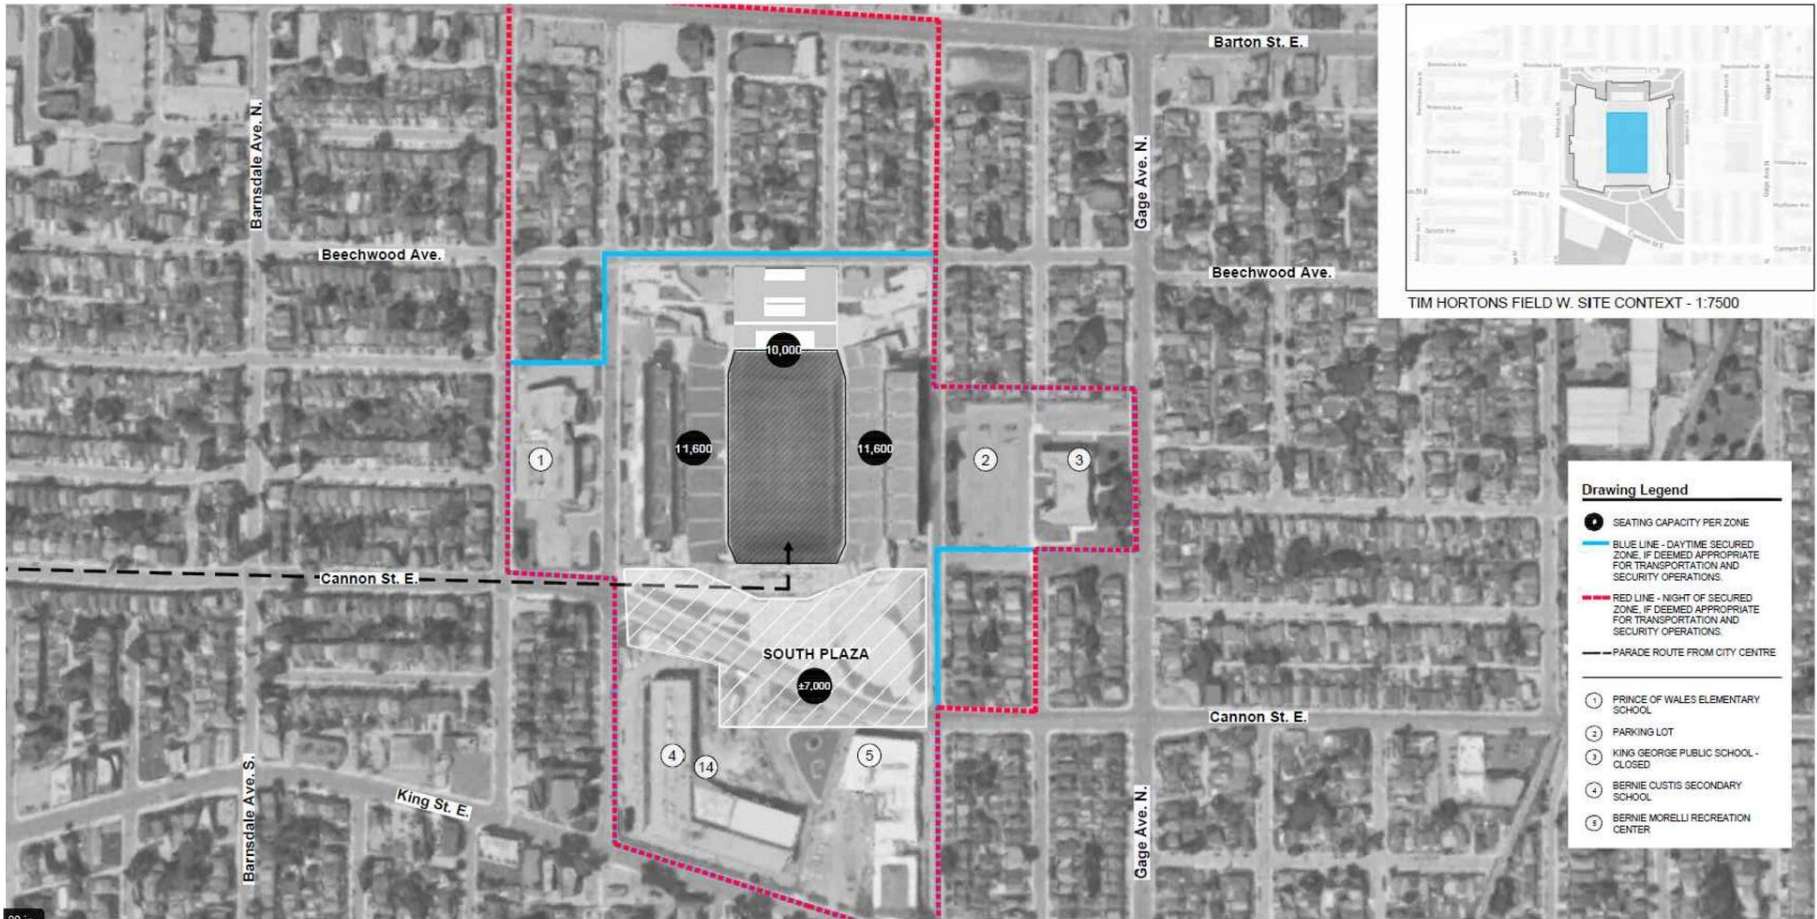 Barton St. E.
Barnsdale Ave. N.
Gage Ave. N.
Beechwood Ave.
Beechwood Ave.
TIM HORTONS FIELD W. SITE CONTEXT - 1:7500
10,000
11,600
11,600
1
2
3
Cannon St. E.
SOUTH PLAZA
±7,000
Cannon St. E.
4
14
5
King St. E.
Barnsdale Ave. S.
Gage Ave. N.
Drawing Legend
SEATING CAPACITY PER ZONE
BLUE LINE - DAYTIME SECURED
ZONE, IF DEEMED APPROPRIATE
FOR TRANSPORTATION AND
SECURITY OPERATIONS.
RED LINE - NIGHT OF SECURED
ZONE, IF DEEMED APPROPRIATE
FOR TRANSPORTATION AND
SECURITY OPERATIONS.
PARADE ROUTE FROM CITY CENTRE
1 PRINCE OF WALES ELEMENTARY
SCHOOL
2 PARKING LOT
3 KING GEORGE PUBLIC SCHOOL -
CLOSED
4 BERNIE CUSTIS SECONDARY
SCHOOL
5 BERNIE MORELLI RECREATION
CENTER